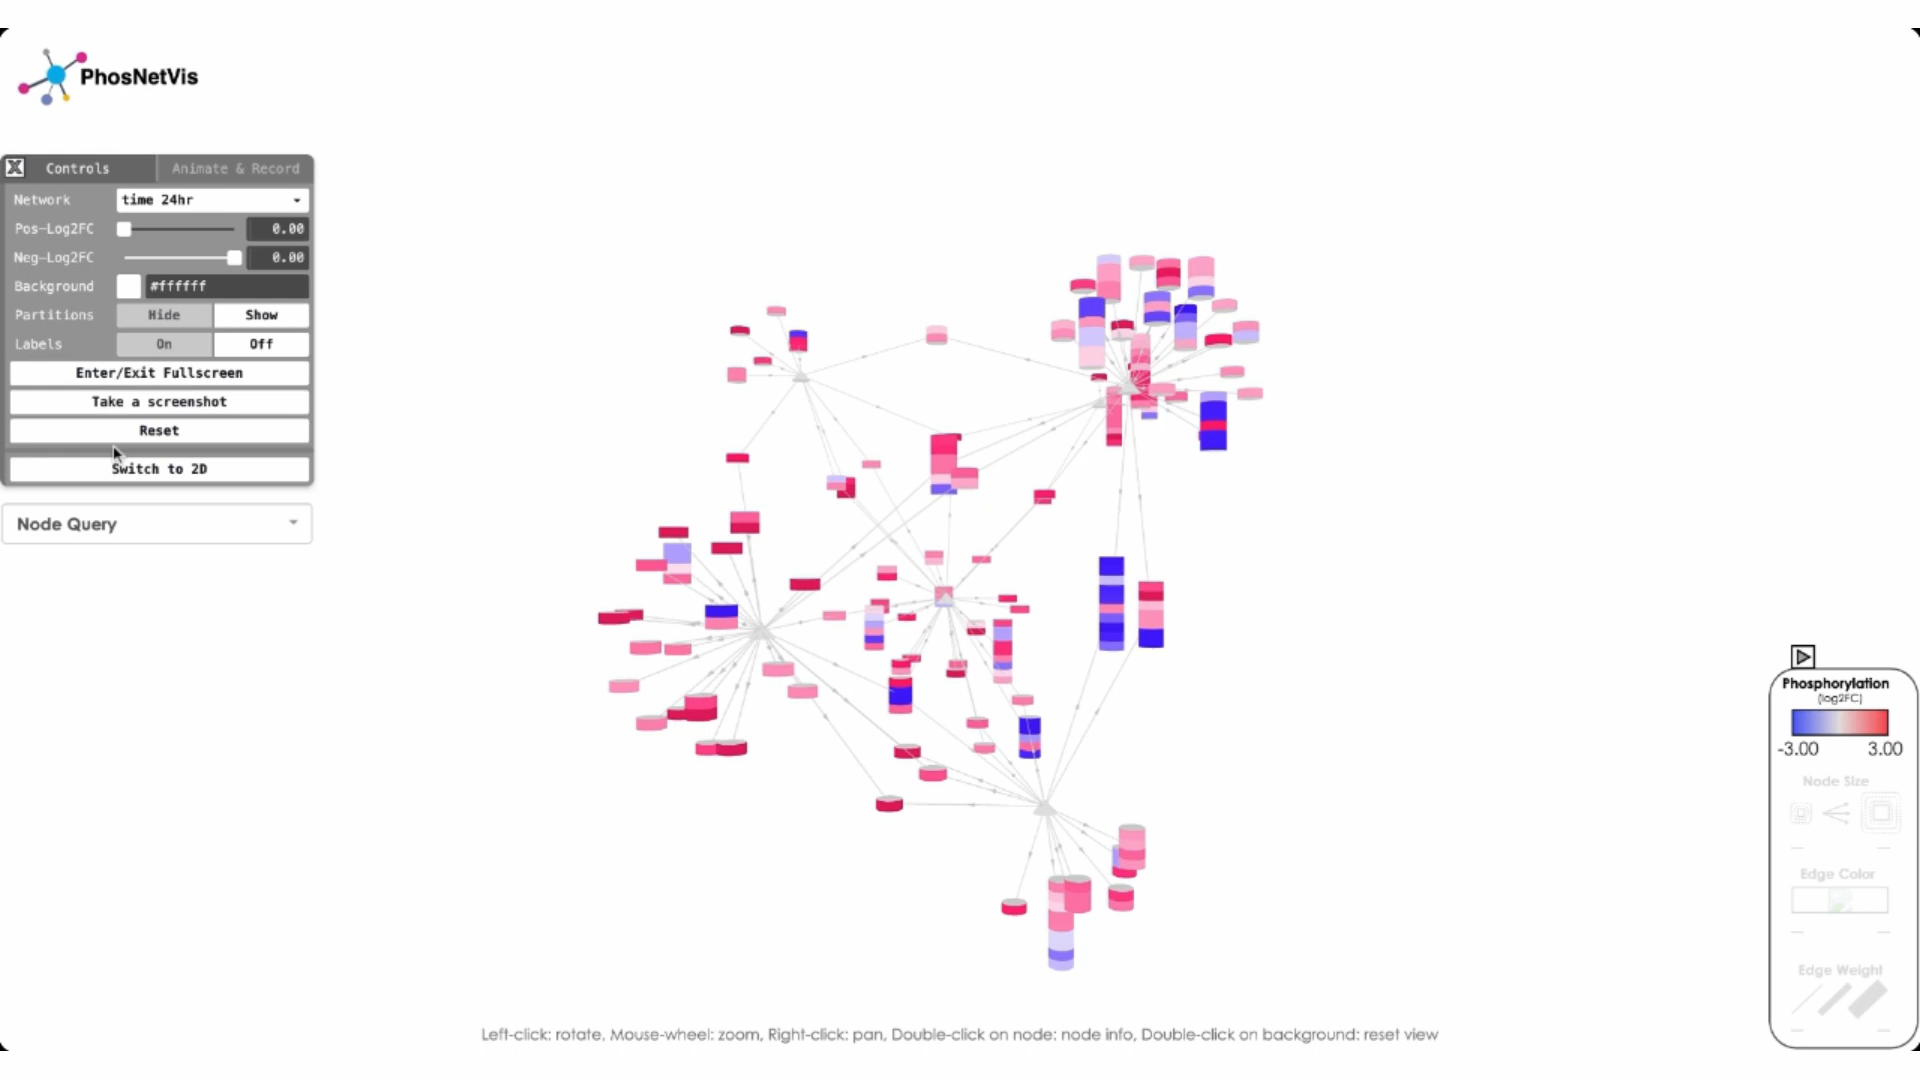 PhosNetVis
X Controls Animate & Record
Network time 24hr
Pos-Log2FC 0.00
Neg-Log2FC 0.00
Background #ffffff
Partitions Hide Show
Labels On Off
Enter/Exit Fullscreen
Take a screenshot
Reset
Switch to 2D
Node Query
Phosphorylation
(log2FC)
-3.00 3.00
Node Size
Edge Color
Edge Weight
Left-click: rotate, Mouse-wheel: zoom, Right-click: pan, Double-click on node: node info, Double-click on background: reset view